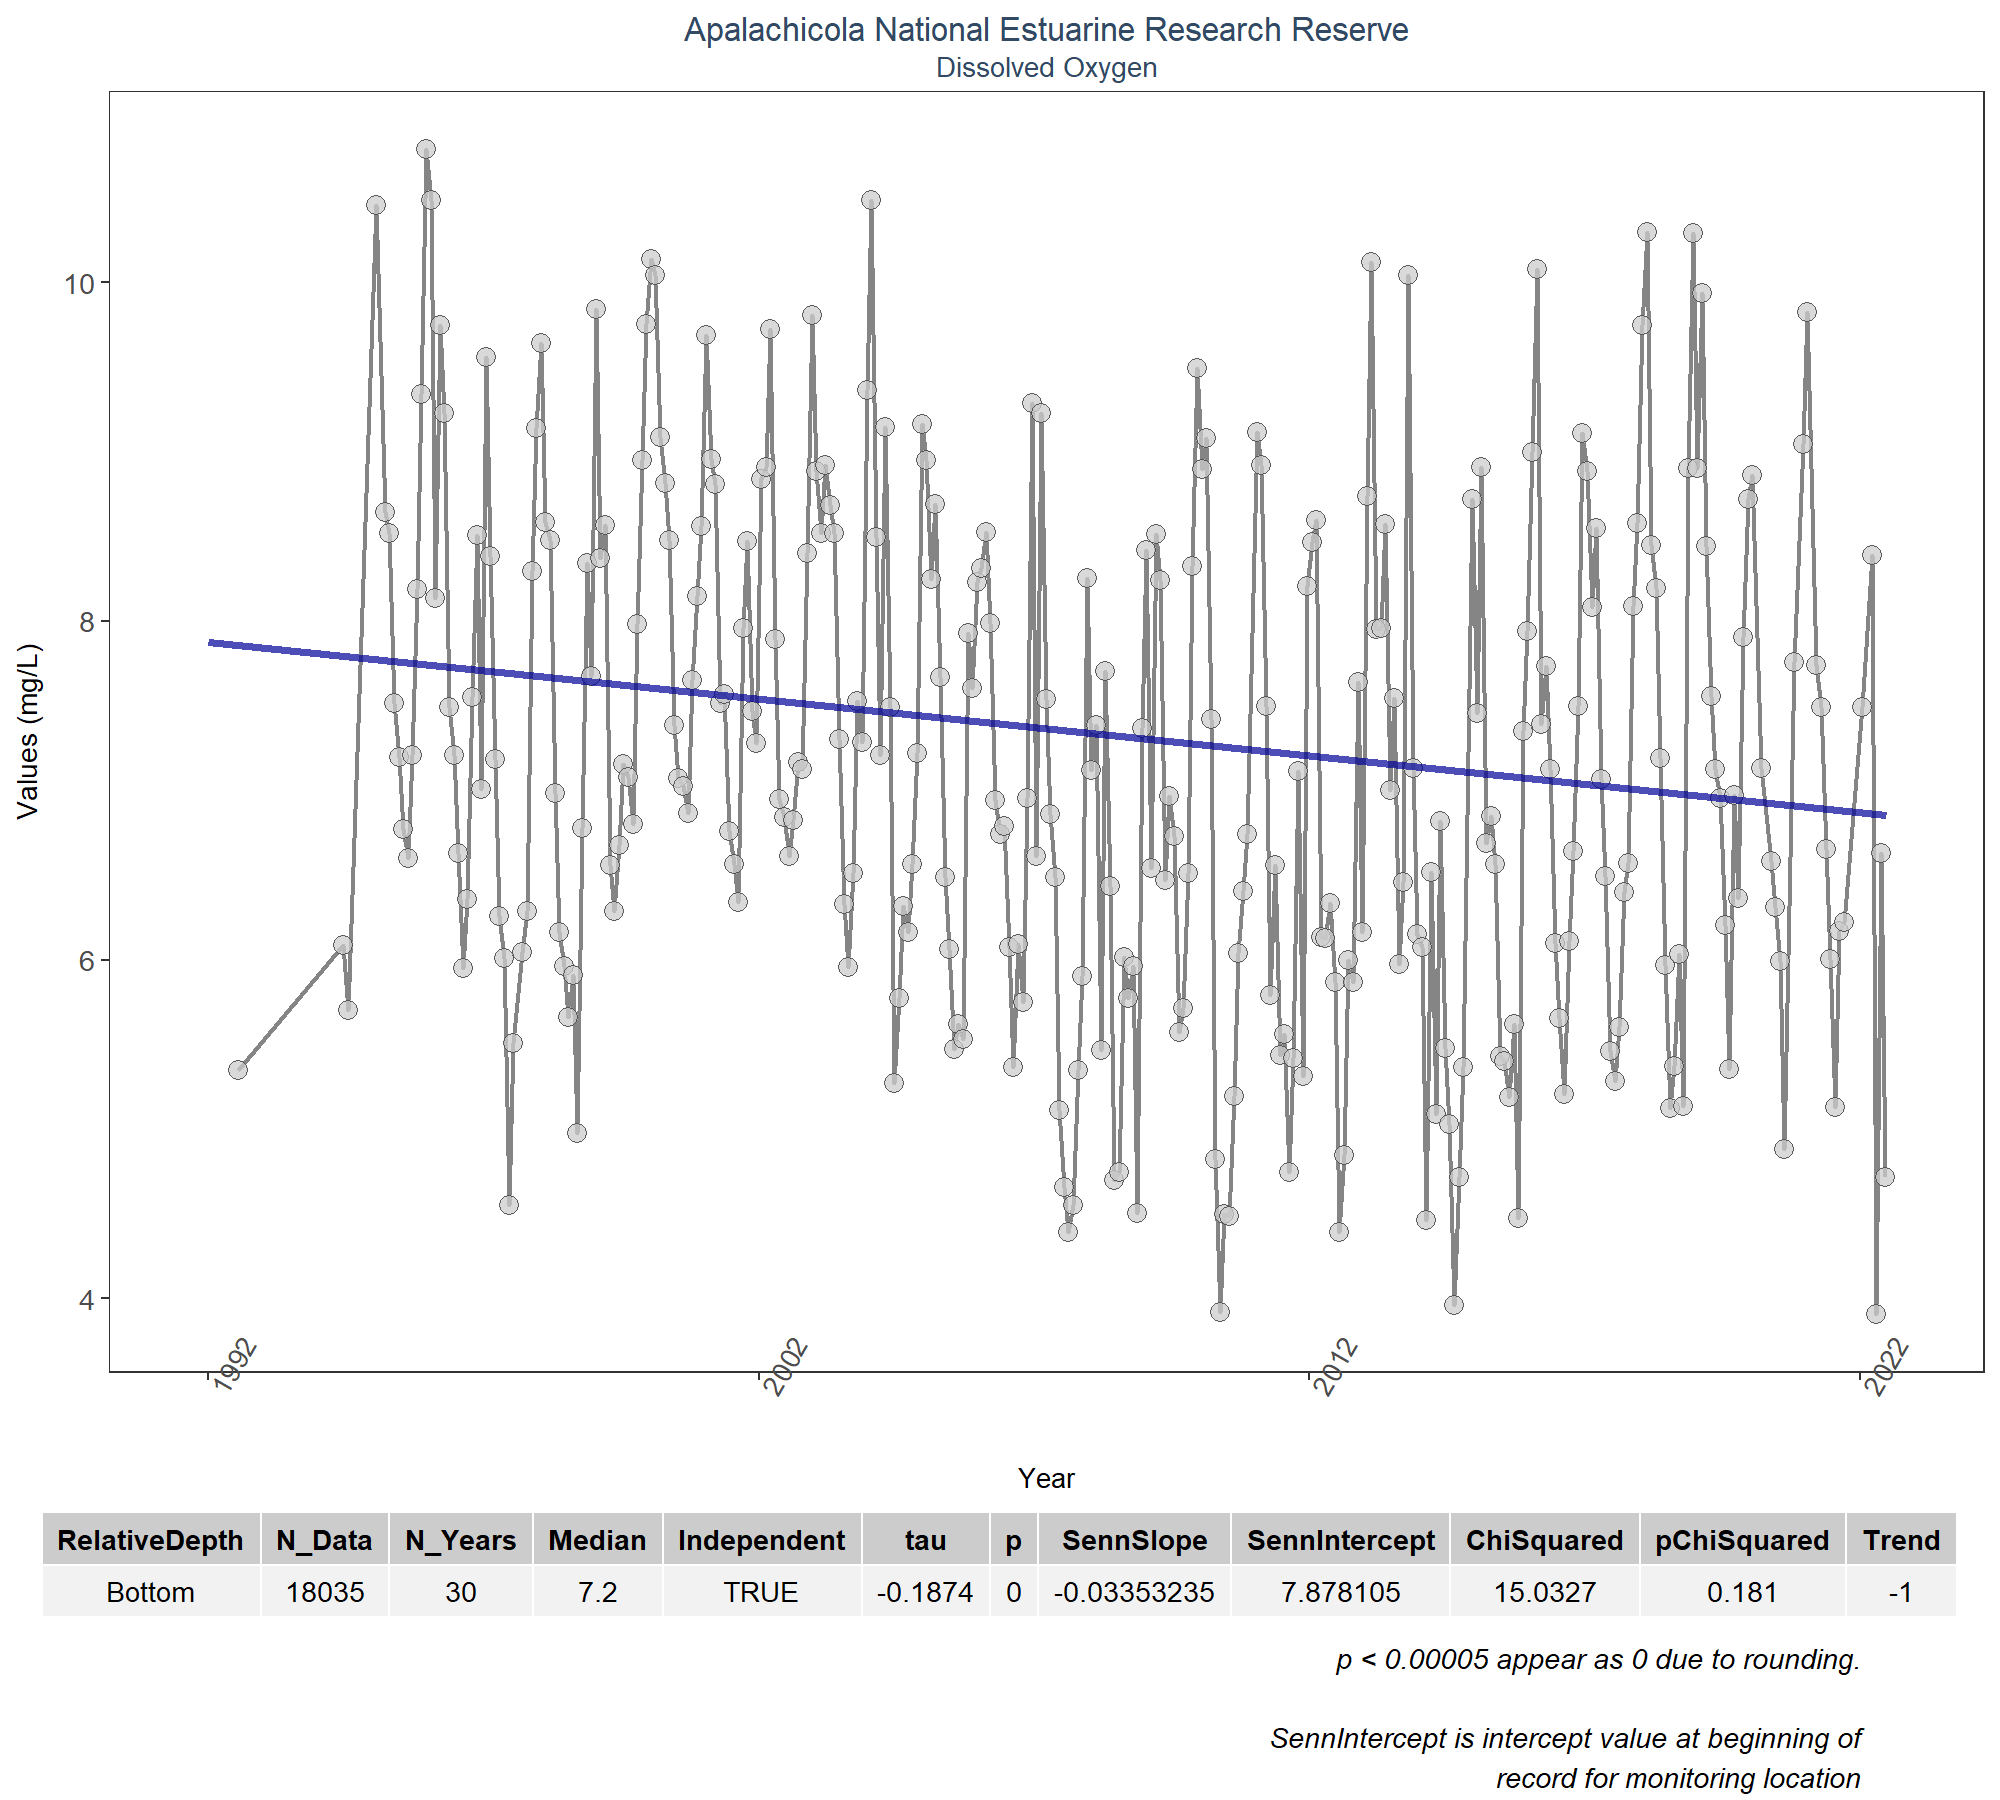 Apalachicola National Estuarine Research Reserve
Dissolved Oxygen
Values (mg/L)
10
8
6
4
1992
2002
2012
2022
Year
RelativeDepth N_Data N_Years Median Independent tau p SennSlope SennIntercept ChiSquared pChiSquared Trend
Bottom 18035 30 7.2 TRUE -0.1874 0 -0.03353235 7.878105 15.0327 0.181 -1
p < 0.00005 appear as 0 due to rounding.
SennIntercept is intercept value at beginning of
record for monitoring location